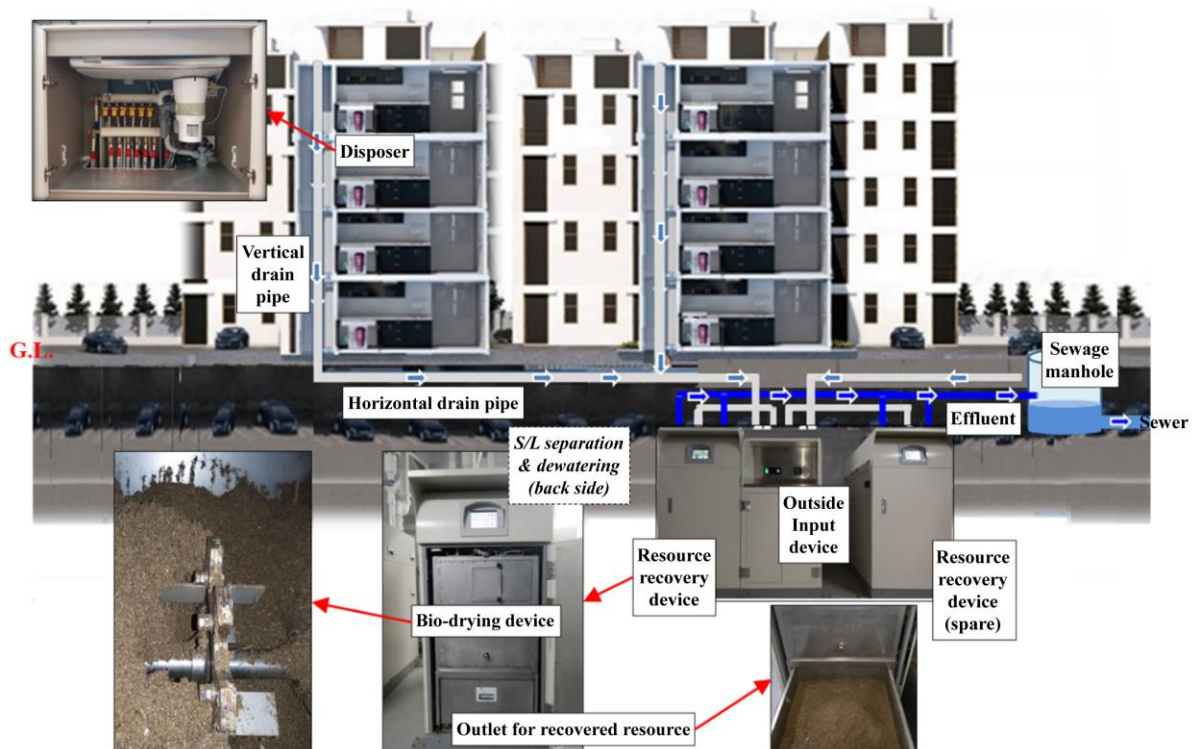 Disposer
Vertical
drain
pipe
G.L.
Sewage
manhole
Horizontal drain pipe
Effluent
Sewer
S/L separation
& dewatering
(back side)
Outside
Input
device
Resource
recovery
device
Resource
recovery
device
(spare)
Bio-drying device
Outlet for recovered resource